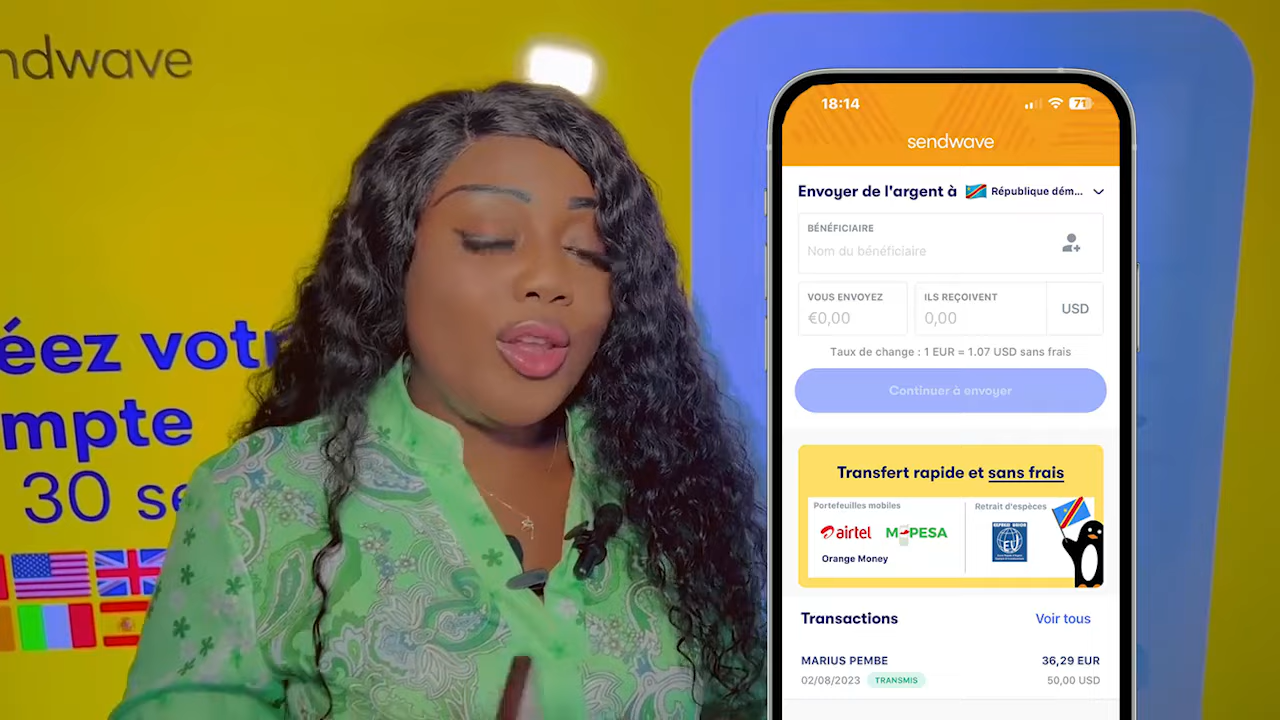 ndwave
éez vot
mpte
30 se
18:14
71
sendwave
Envoyer de l'argent à République dém...
BÉNÉFICIAIRE
Nom du bénéficiaire
VOUS ENVOYEZ
€0,00
ILS REÇOIVENT
0,00
USD
Taux de change : 1 EUR = 1.07 USD sans frais
Continuer à envoyer
Transfert rapide et sans frais
Portefeuilles mobiles
airtel
M-PESA
Orange Money
Retrait d'espèces
Transactions
Voir tous
MARIUS PEMBE
36,29 EUR
02/08/2023
TRANSMIS
50,00 USD